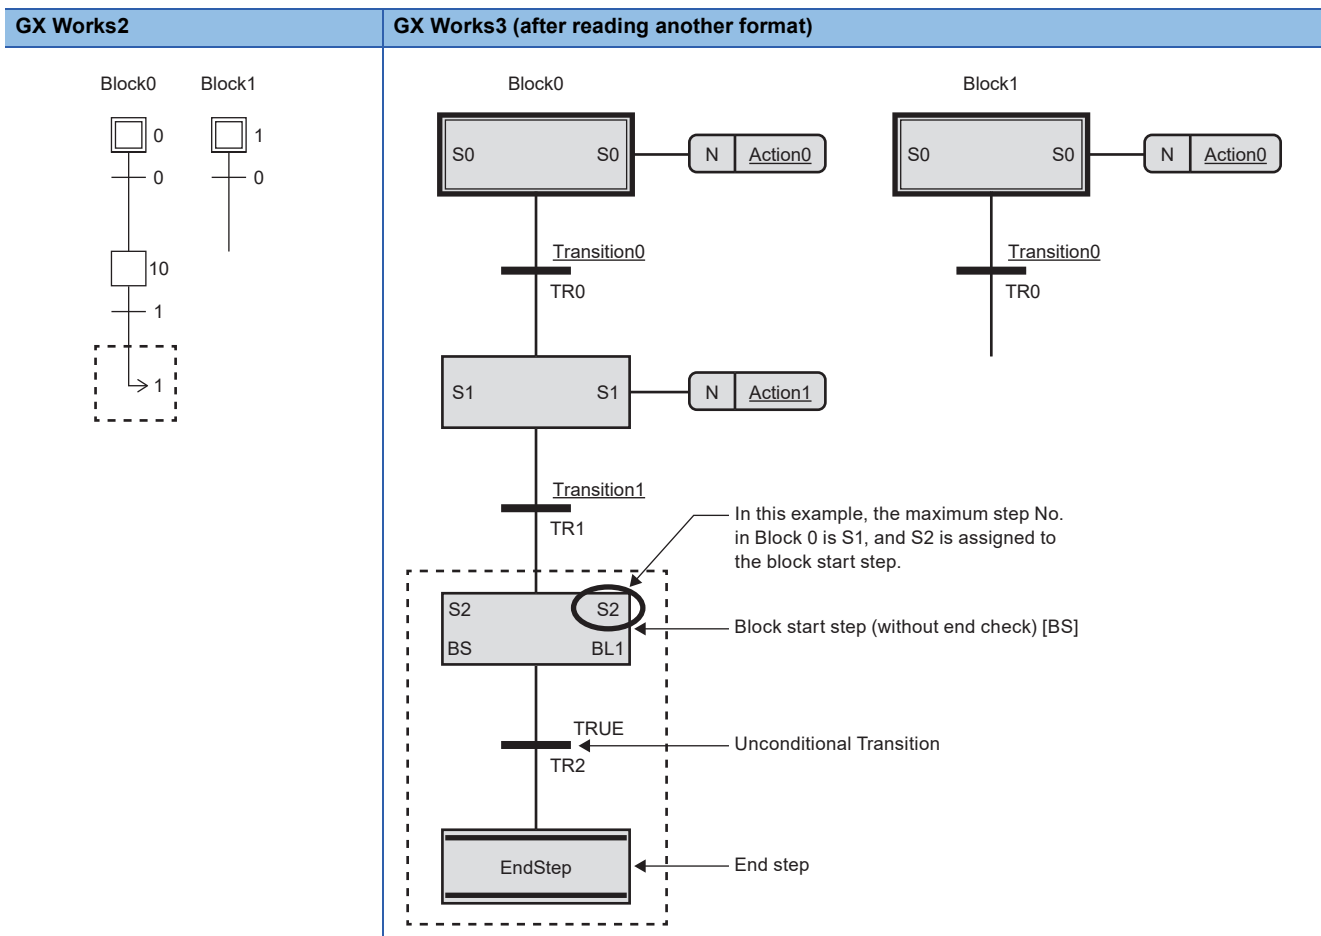 GX Works2
GX Works3 (after reading another format)
Block0
Block1
0
1
0
0
10
1
1
Block0
Block1
S0
S0
N
Action0
S0
S0
N
Action0
Transition0
TR0
Transition0
TR0
S1
S1
N
Action1
Transition1
TR1
In this example, the maximum step No.
in Block 0 is S1, and S2 is assigned to
the block start step.
S2
S2
BS
BL1
Block start step (without end check) [BS]
TRUE
TR2
Unconditional Transition
EndStep
End step